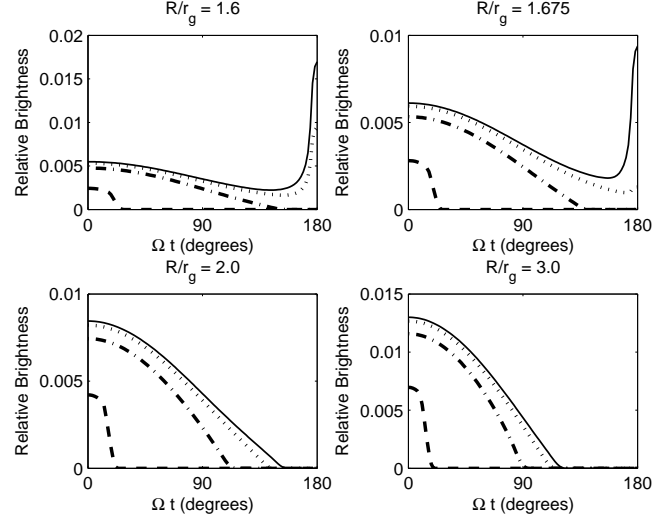 R/r_g = 1.6
Relative Brightness
0.02
0.015
0.01
0.005
0
0 90 180
Ω t (degrees)
R/r_g = 1.675
Relative Brightness
0.01
0.005
0
0 90 180
Ω t (degrees)
R/r_g = 2.0
Relative Brightness
0.01
0.005
0
0 90 180
Ω t (degrees)
R/r_g = 3.0
Relative Brightness
0.015
0.01
0.005
0
0 90 180
Ω t (degrees)